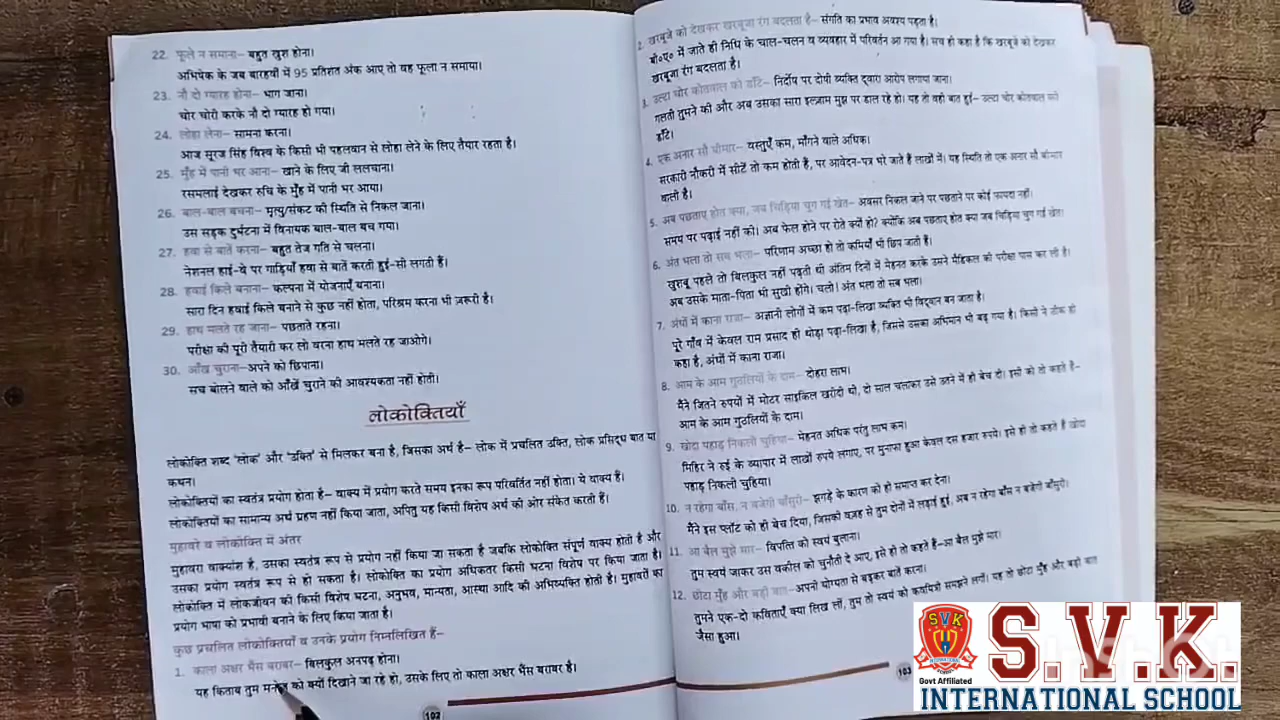 22. फूले न समाना– बहुत खुश होना।
अभिषेक के जब बारहवीं में 95 प्रतिशत अंक आए तो वह फूला न समाया।
23. नौ दो ग्यारह होना– भाग जाना।
चोर चोरी करके नौ दो ग्यारह हो गया।
24. लोहा लेना– सामना करना।
आज सूरज सिंह विश्व के किसी भी पहलवान से लोहा लेने के लिए तैयार रहता है।
25. मुँह में पानी भर आना– खाने के लिए जी ललचाना।
रसमलाई देखकर रुचि के मुँह में पानी भर आया।
26. बाल-बाल बचना– मृत्यु/संकट की स्थिति से निकल जाना।
उस सड़क दुर्घटना में विनायक बाल-बाल बच गया।
27. हवा से बातें करना– बहुत तेज गति से चलना।
नेशनल हाई-वे पर गाड़ियाँ हवा से बातें करती हुई-सी लगती हैं।
28. हवाई किले बनाना– कल्पना में योजनाएँ बनाना।
सारा दिन हवाई किले बनाने से कुछ नहीं होता, परिश्रम करना भी ज़रूरी है।
29. हाथ मलते रह जाना– पछताते रहना।
परीक्षा की पूरी तैयारी कर लो वरना हाथ मलते रह जाओगे।
30. आँख चुराना– अपने को छिपाना।
सच बोलने वाले को आँखें चुराने की आवश्यकता नहीं होती।
लोकोक्तियाँ
लोकोक्ति शब्द 'लोक' और 'उक्ति' से मिलकर बना है, जिसका अर्थ है– लोक में प्रचलित उक्ति, लोक प्रसिद्ध बात या
कथन।
लोकोक्तियों का स्वतंत्र प्रयोग होता है– वाक्य में प्रयोग करते समय इनका रूप परिवर्तित नहीं होता। ये वाक्य हैं।
लोकोक्तियों का सामान्य अर्थ ग्रहण नहीं किया जाता, अपितु यह किसी विशेष अर्थ की ओर संकेत करती हैं।
मुहावरे व लोकोक्ति में अंतर
मुहावरा वाक्यांश है, उसका स्वतंत्र रूप से प्रयोग नहीं किया जा सकता है जबकि लोकोक्ति संपूर्ण वाक्य होती है और
उसका प्रयोग स्वतंत्र रूप से हो सकता है। लोकोक्ति का प्रयोग अधिकतर किसी घटना विशेष पर किया जाता है।
लोकोक्ति में लोकजीवन की किसी विशेष घटना, अनुभव, मान्यता, आस्था आदि की अभिव्यक्ति होती है। मुहावरों का
प्रयोग भाषा को प्रभावी बनाने के लिए किया जाता है।
कुछ प्रचलित लोकोक्तियाँ व उनके प्रयोग निम्नलिखित हैं–
1. काला अक्षर भैंस बराबर– बिलकुल अनपढ़ होना।
यह किताब तुम को क्यों दिखाने जा रहे हो, उसके लिए तो काला अक्षर भैंस बराबर है।
102
2. खरबूजे को देखकर खरबूजा रंग बदलता है– संगति का प्रभाव अवश्य पड़ता है।
बी०ए० में जाते ही निधि के चाल-चलन व व्यवहार में परिवर्तन आ गया है। सच ही कहा है कि खरबूजे को देखकर
खरबूजा रंग बदलता है।
3. उल्टा चोर कोतवाल को डाँटे– निर्दोष पर दोषी व्यक्ति द्वारा आरोप लगाया जाना।
गलती तुमने की और अब उसका सारा इल्ज़ाम मुझ पर डाल रहे हो। यह तो वही बात हुई– उल्टा चोर कोतवाल को
डाँटे।
4. एक अनार सौ बीमार– वस्तुएँ कम, माँगने वाले अधिक।
सरकारी नौकरी में सीटें तो कम होती हैं, पर आवेदन-पत्र भरे जाते हैं लाखों में। यह स्थिति तो एक अनार सौ बीमार
वाली है।
5. अब पछताए होत क्या, जब चिड़िया चुग गई खेत– अवसर निकल जाने पर पछताने पर कोई फायदा नहीं।
समय पर पढ़ाई नहीं की। अब फेल होने पर रोते क्यों हो? क्योंकि अब पछताए होत क्या जब चिड़िया चुग गई खेत।
6. अंत भला तो सब भला– परिणाम अच्छा हो तो कमियाँ भी छिप जाती हैं।
खुशबू पहले तो बिलकुल नहीं पढ़ती थी अंतिम दिनों में मेहनत करके उसने मैडिकल की परीक्षा पास कर ली है।
अब उसके माता-पिता भी सुखी होंगे। चलो! अंत भला तो सब भला।
7. अंधों में काना राजा– अज्ञानी लोगों में कम पढ़ा-लिखा व्यक्ति भी विद्वान बन जाता है।
पूरे गाँव में केवल राम प्रसाद ही थोड़ा पढ़ा-लिखा है, जिससे उसका अभिमान भी बढ़ गया है। किसी ने ठीक ही
कहा है, अंधों में काना राजा।
8. आम के आम गुठलियों के दाम– दोहरा लाभ।
मैंने जितने रुपयों में मोटर साइकिल खरीदी थी, दो साल चलाकर उसे उतने में ही बेच दी। इसी को तो कहते हैं–
आम के आम गुठलियों के दाम।
9. खोदा पहाड़ निकली चुहिया– मेहनत अधिक परंतु लाभ कम।
मिहिर ने रुई के व्यापार में लाखों रुपये लगाए, पर मुनाफा हुआ केवल दस हजार रुपये। इसे ही तो कहते हैं खोदा
पहाड़ निकली चुहिया।
10. न रहेगा बाँस, न बजेगी बाँसुरी– झगड़े के कारण को ही समाप्त कर देना।
मैंने इस प्लॉट को ही बेच दिया, जिसकी वजह से तुम दोनों में लड़ाई हुई, अब न रहेगा बाँस न बजेगी बाँसुरी।
11. आ बैल मुझे मार– विपत्ति को स्वयं बुलाना।
तुम स्वयं जाकर उस वकील को चुनौती दे आए, इसे ही तो कहते हैं–आ बैल मुझे मार।
12. छोटा मुँह और बड़ी बात–अपनी योग्यता से बढ़कर बातें करना।
तुमने एक-दो कविताएँ क्या लिख लीं, तुम तो स्वयं को कवयित्री समझने लगीं। यह तो छोटा मुँह और बड़ी बात
जैसा हुआ।
103
SVK
INTERNATIONAL
Govt Affiliated
S.V.K.
INTERNATIONAL SCHOOL